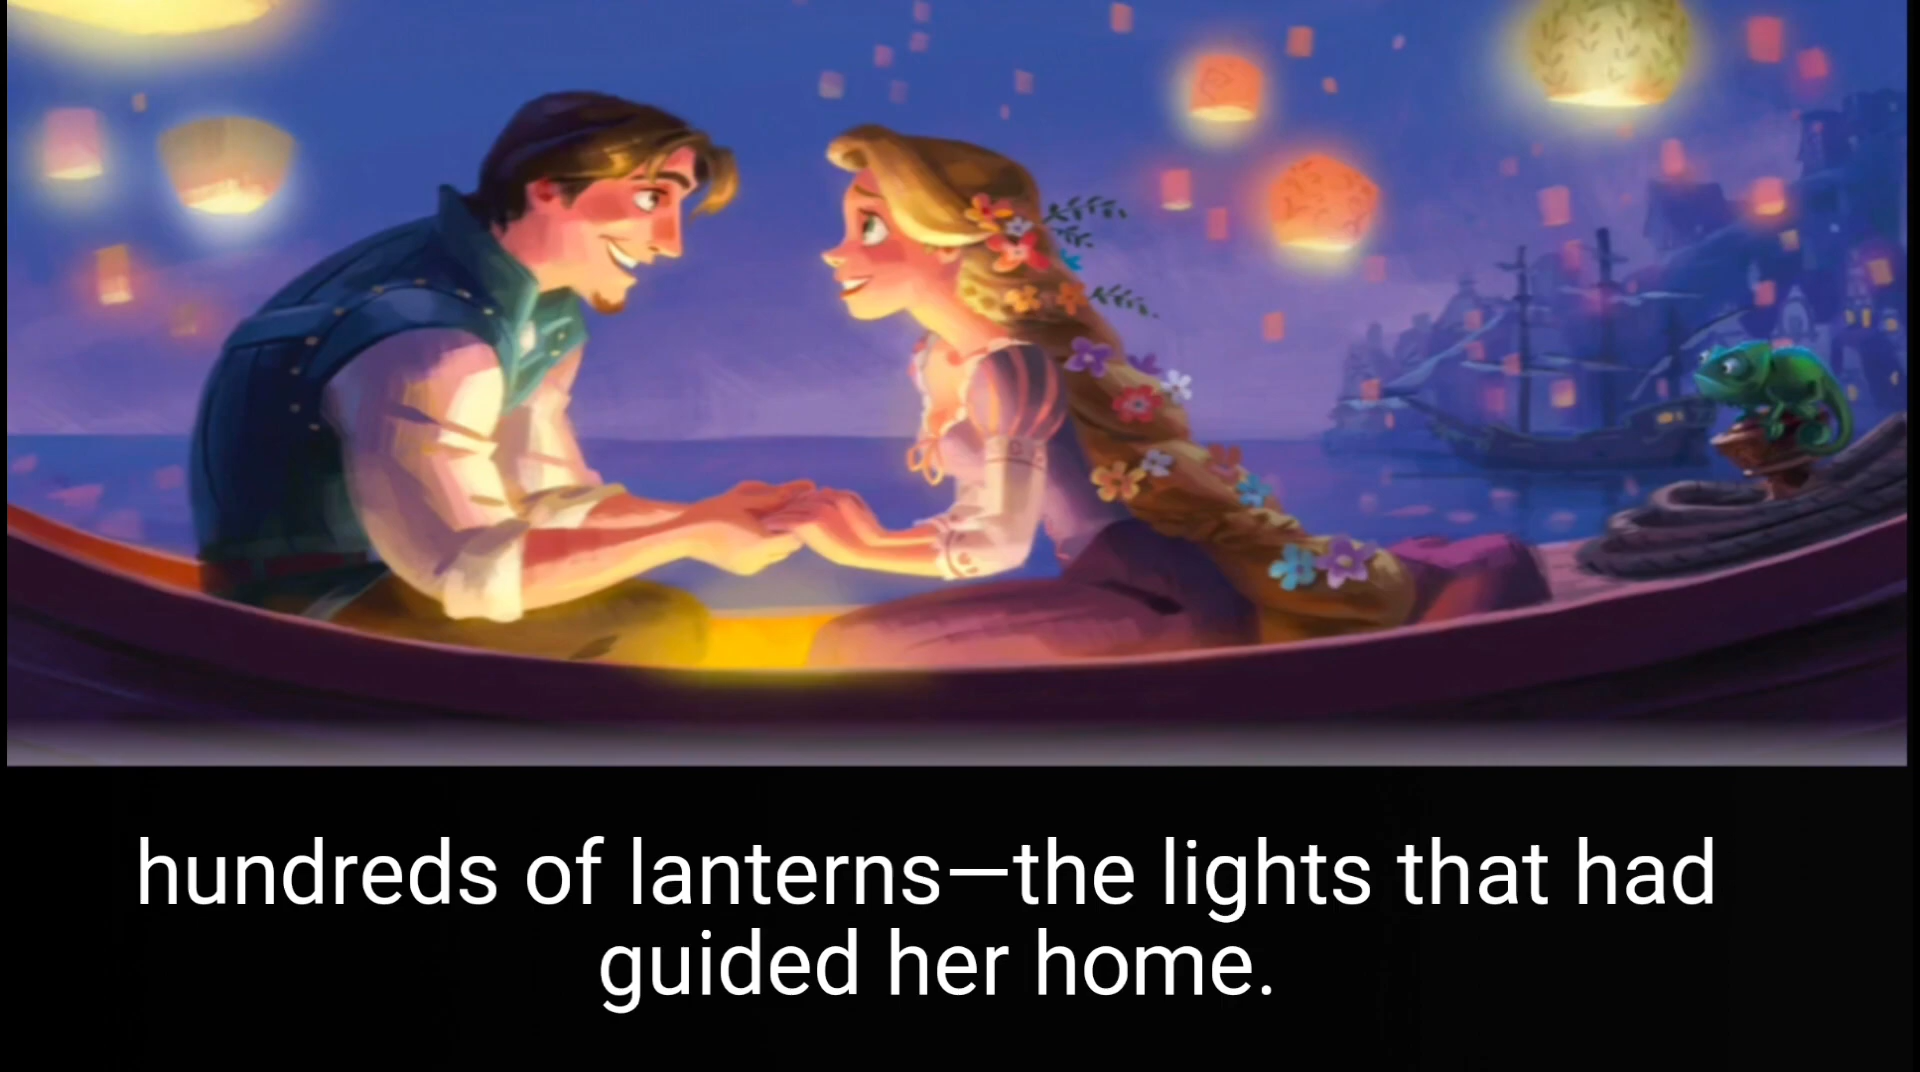 hundreds of lanterns—the lights that had
guided her home.